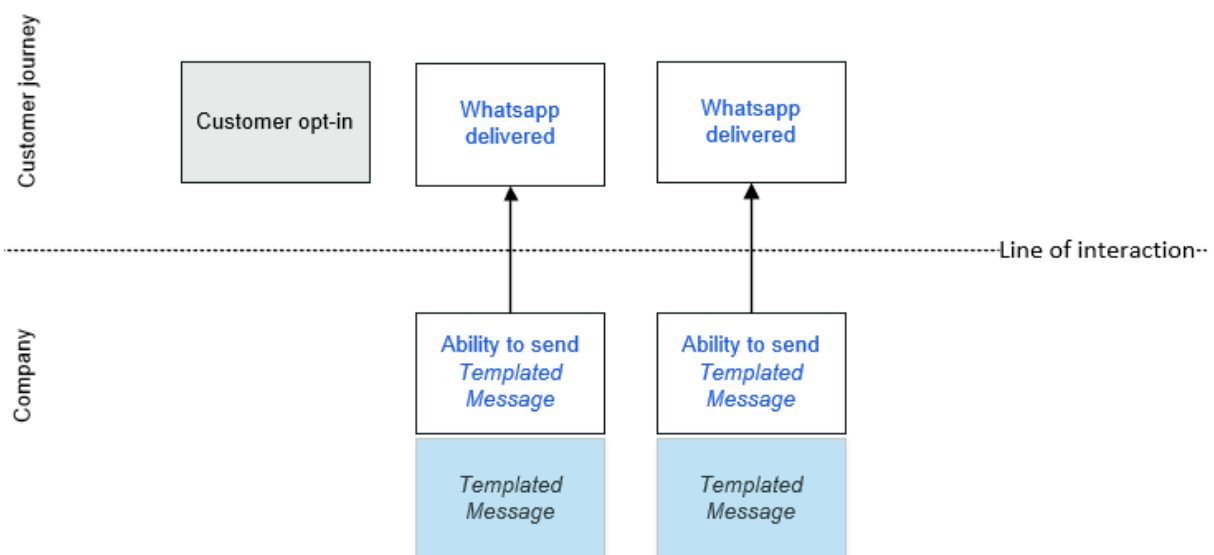 Customer journey
Customer opt-in
Whatsapp
delivered
Whatsapp
delivered
Line of interaction
Company
Ability to send
Templated
Message
Ability to send
Templated
Message
Templated
Message
Templated
Message